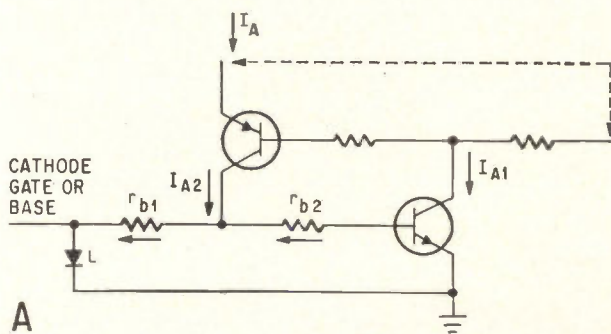 I_A
CATHODE
GATE OR
BASE
I_A2
I_A1
r_b1
r_b2
L
A